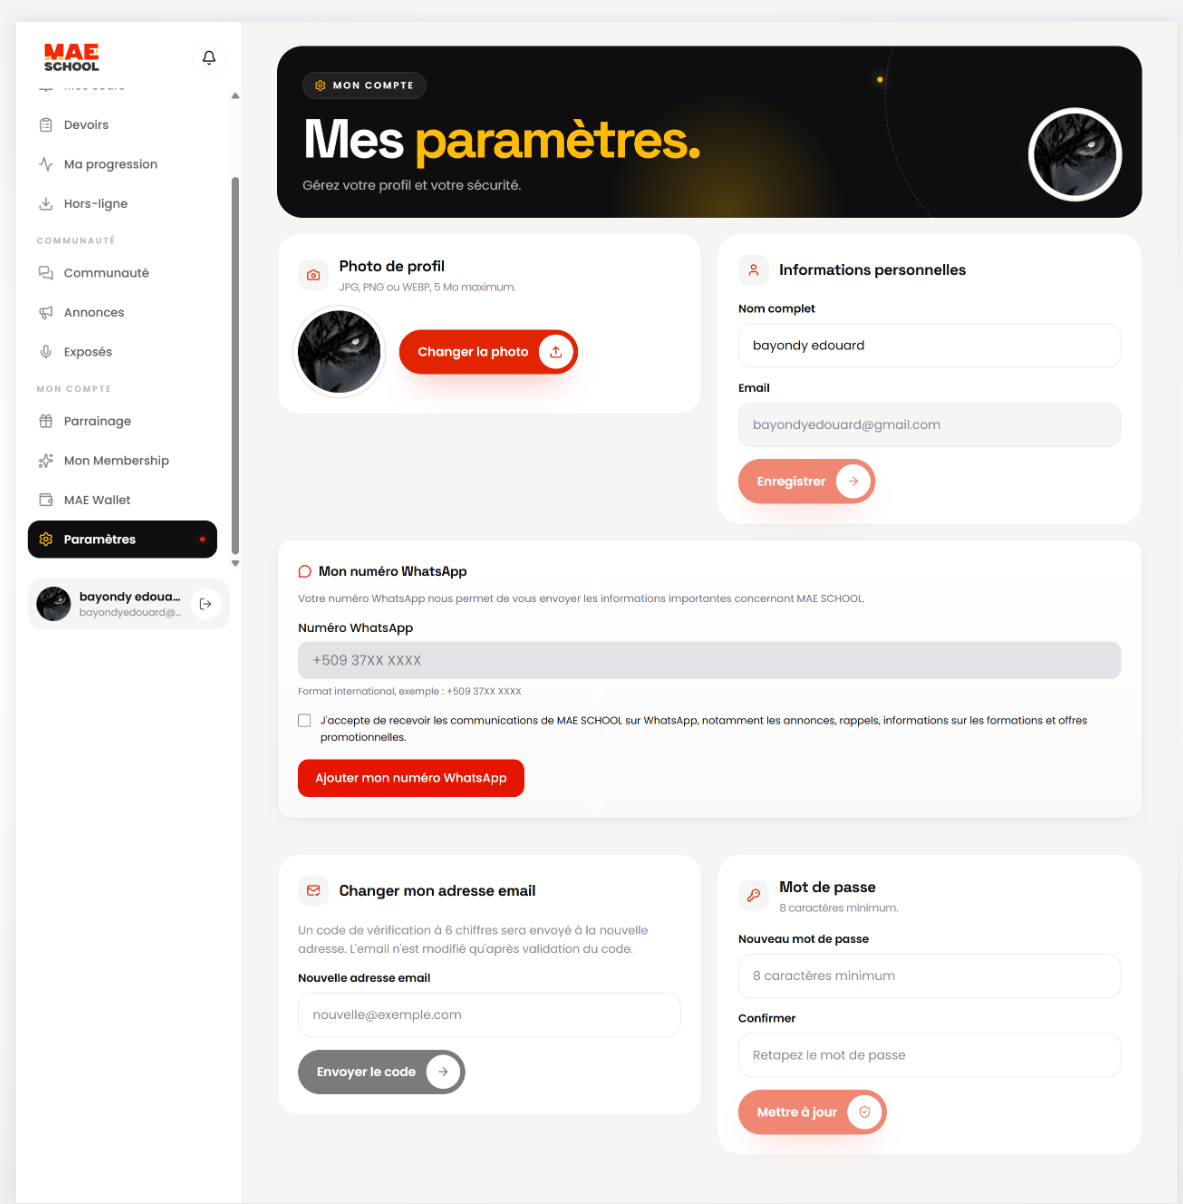 MAE
SCHOOL
Devoirs
Ma progression
Hors-ligne
COMMUNAUTÉ
Communauté
Annonces
Exposés
MON COMPTE
Parrainage
Mon Membership
MAE Wallet
Paramètres
bayondy edoua...
bayondyedouard@...
MON COMPTE
Mes paramètres.
Gérez votre profil et votre sécurité.
Photo de profil
JPG, PNG ou WEBP, 5 Mo maximum.
Changer la photo
Informations personnelles
Nom complet
bayondy edouard
Email
bayondyedouard@gmail.com
Enregistrer
Mon numéro WhatsApp
Votre numéro WhatsApp nous permet de vous envoyer les informations importantes concernant MAE SCHOOL.
Numéro WhatsApp
+509 37XX XXXX
Format international, exemple : +509 37XX XXXX
J'accepte de recevoir les communications de MAE SCHOOL sur WhatsApp, notamment les annonces, rappels, informations sur les formations et offres
promotionnelles.
Ajouter mon numéro WhatsApp
Changer mon adresse email
Un code de vérification à 6 chiffres sera envoyé à la nouvelle
adresse. L'email n'est modifié qu'après validation du code.
Nouvelle adresse email
nouvelle@exemple.com
Envoyer le code
Mot de passe
8 caractères minimum.
Nouveau mot de passe
8 caractères minimum
Confirmer
Retapez le mot de passe
Mettre à jour